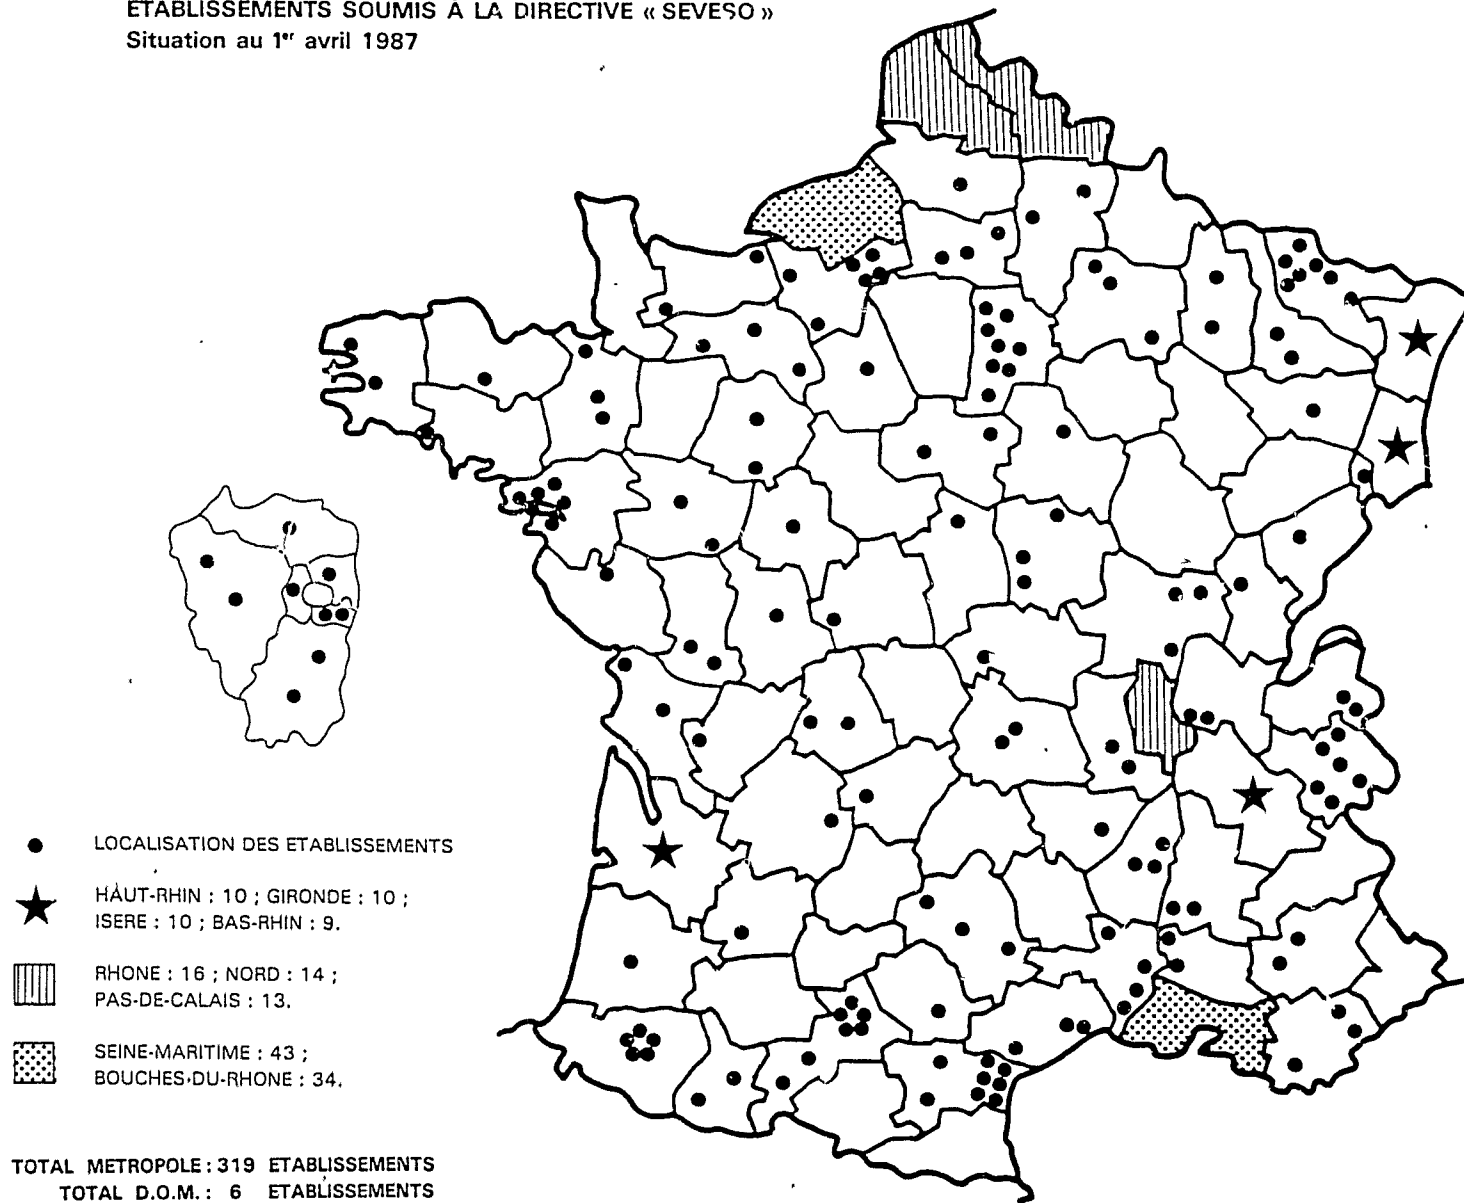 ETABLISSEMENTS SOUMIS À LA DIRECTIVE « SEVESO »
Situation au 1er avril 1987
LOCALISATION DES ETABLISSEMENTS
HAUT-RHIN : 10 ; GIRONDE : 10 ;
ISERE : 10 ; BAS-RHIN : 9.
RHONE : 16 ; NORD : 14 ;
PAS-DE-CALAIS : 13.
SEINE-MARITIME : 43 ;
BOUCHES-DU-RHONE : 34.
TOTAL METROPOLE : 319 ETABLISSEMENTS
TOTAL D.O.M. : 6 ETABLISSEMENTS